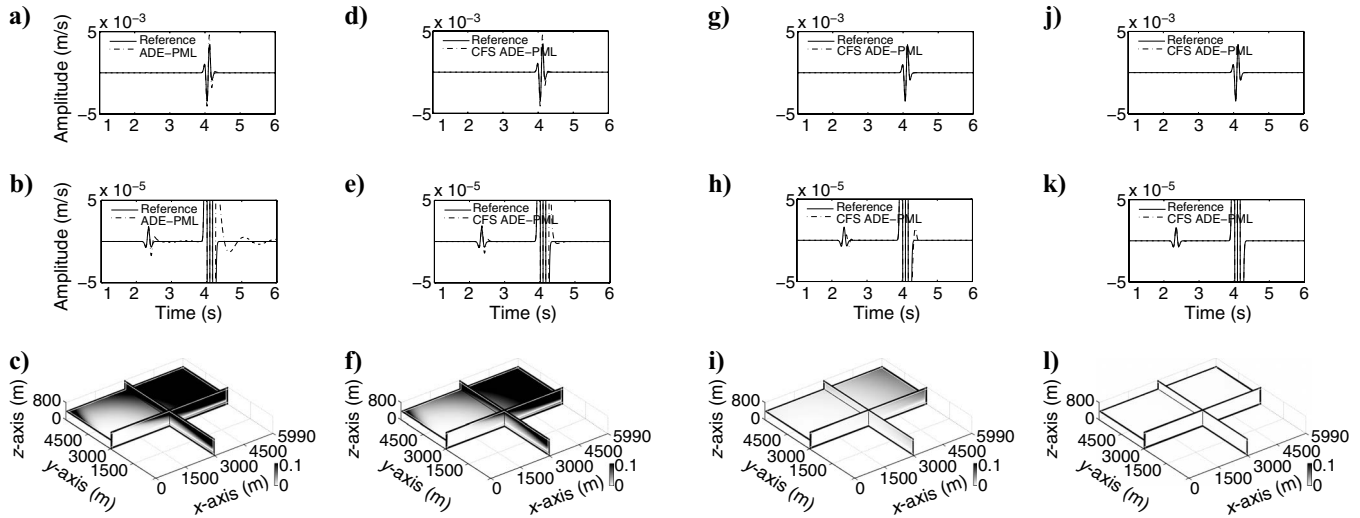 a)
5 × 10−3
Amplitude (m/s)
Reference
ADE−PML
−5
1 2 3 4 5 6
d)
5 × 10−3
Reference
CFS ADE−PML
−5
1 2 3 4 5 6
g)
5 × 10−3
Reference
CFS ADE−PML
−5
1 2 3 4 5 6
j)
5 × 10−3
Reference
CFS ADE−PML
−5
1 2 3 4 5 6
b)
5 × 10−5
Amplitude (m/s)
Reference
ADE−PML
−5
1 2 3 4 5 6
Time (s)
e)
5 × 10−5
Reference
CFS ADE−PML
−5
1 2 3 4 5 6
Time (s)
h)
5 × 10−5
Reference
CFS ADE−PML
−5
1 2 3 4 5 6
Time (s)
k)
5 × 10−5
Reference
CFS ADE−PML
−5
1 2 3 4 5 6
Time (s)
c)
z-axis (m)
800
0
4500
3000
1500
0
y-axis (m)
5990
4500
3000
1500
x-axis (m)
0.1
0
f)
z-axis (m)
800
0
4500
3000
1500
0
y-axis (m)
5990
4500
3000
1500
x-axis (m)
0.1
0
i)
z-axis (m)
800
0
4500
3000
1500
0
y-axis (m)
5990
4500
3000
1500
x-axis (m)
0.1
0
l)
z-axis (m)
800
0
4500
3000
1500
0
y-axis (m)
5990
4500
3000
1500
x-axis (m)
0.1
0